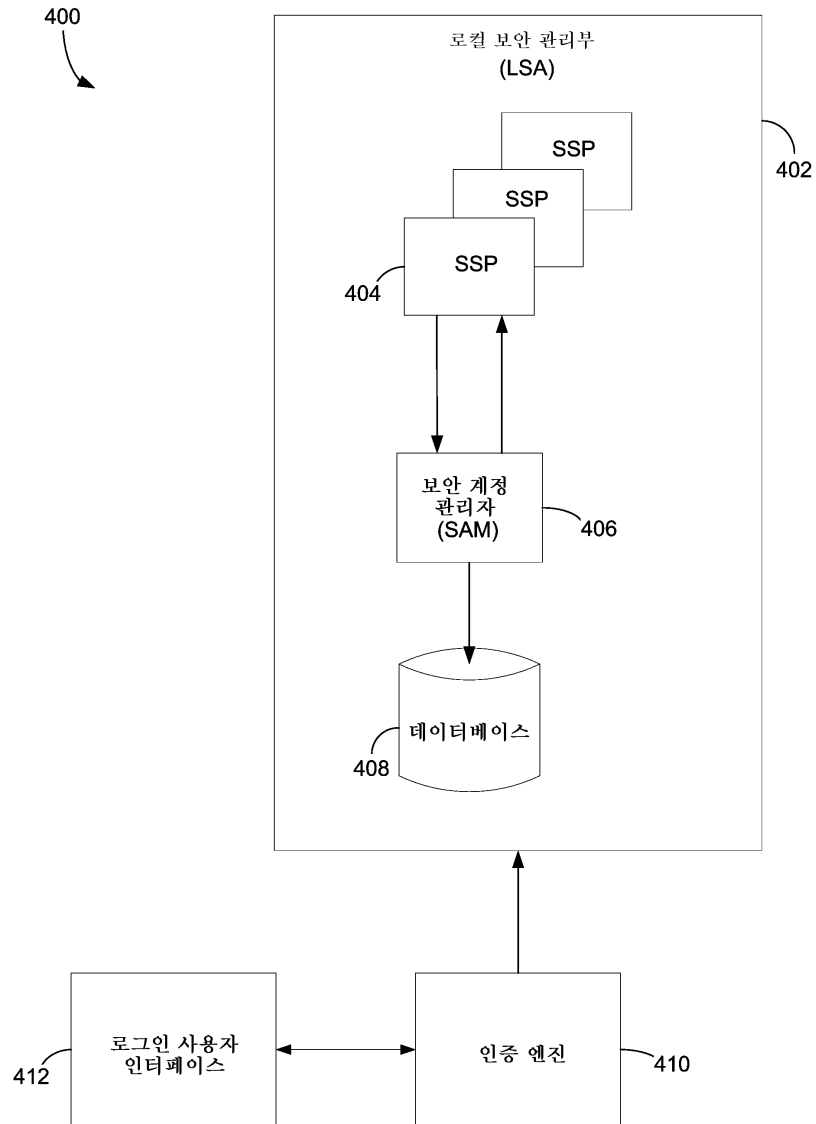 400
로컬 보안 관리부
(LSA)
402
SSP
SSP
SSP
404
보안 계정
관리자
(SAM)
406
데이터베이스
408
로그인 사용자
인터페이스
412
인증 엔진
410